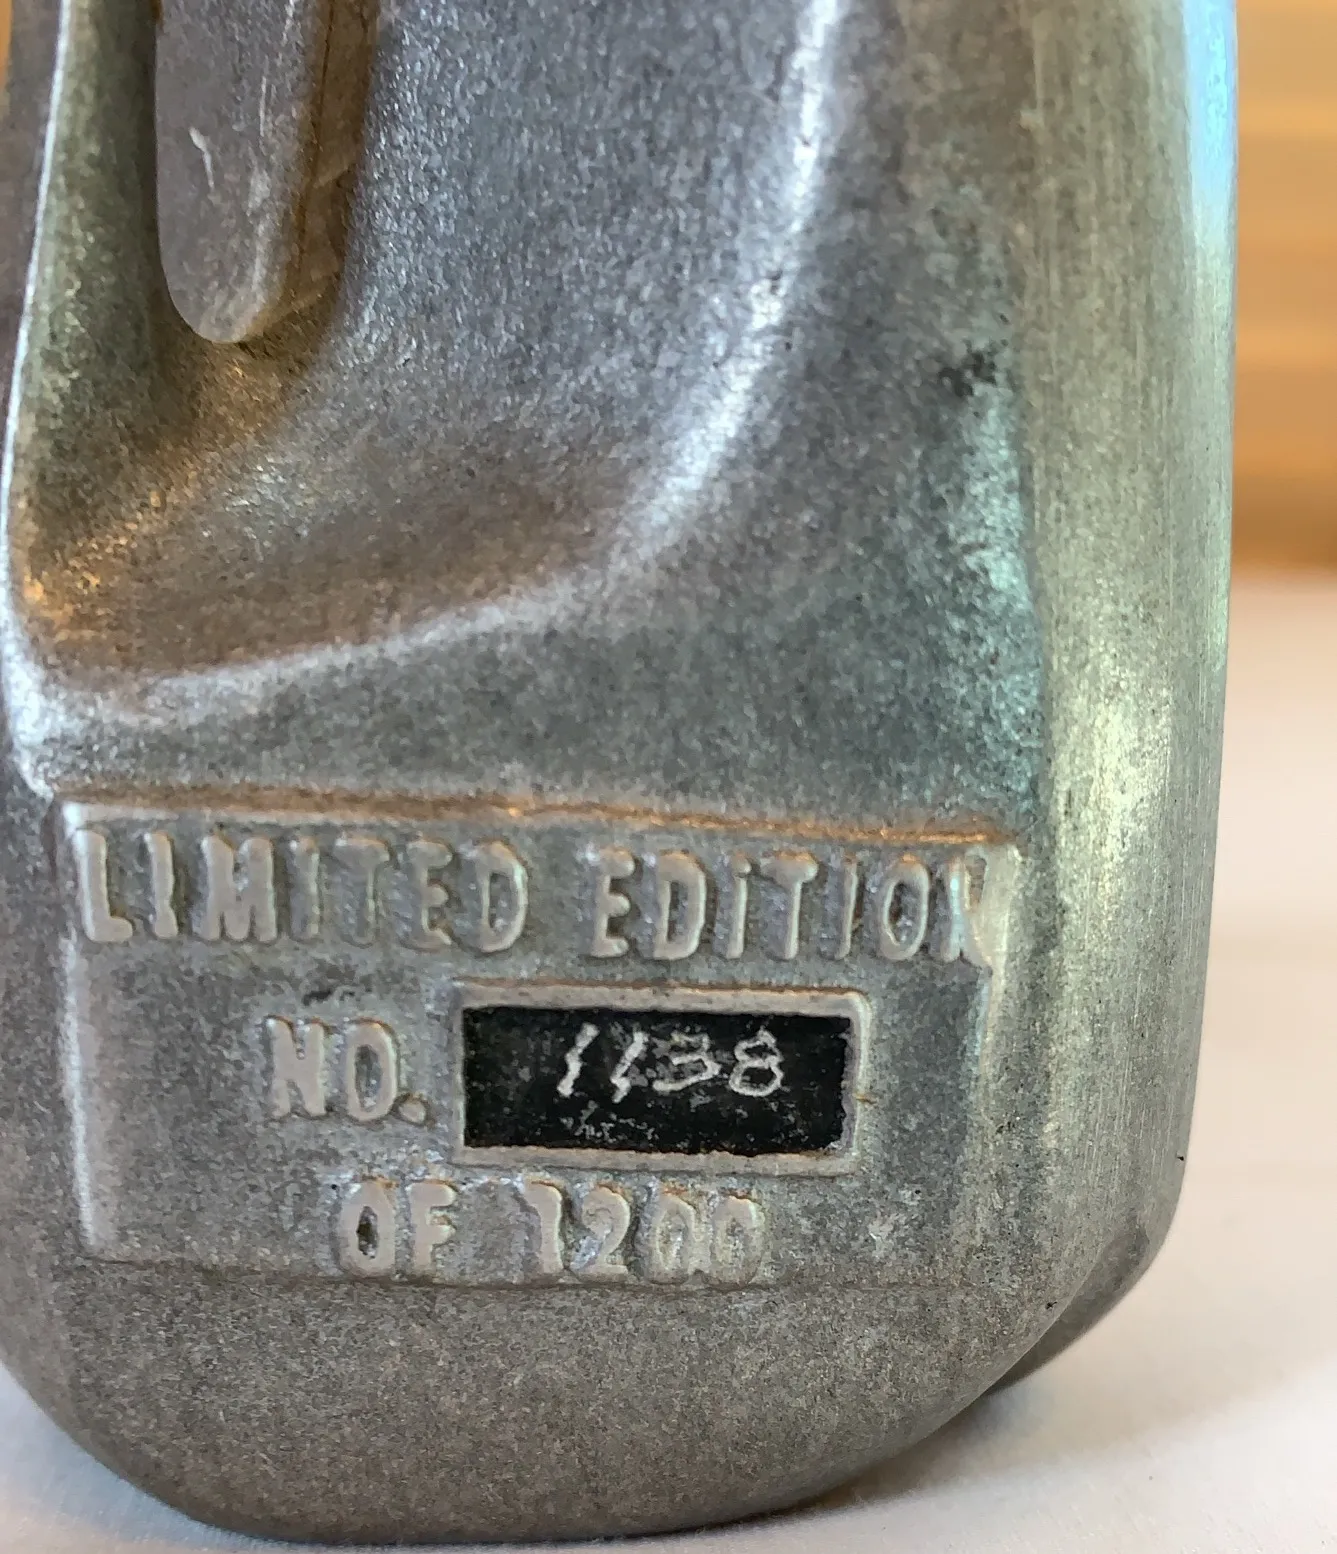 LIMITED EDITION
NO. 1138
OF 1200